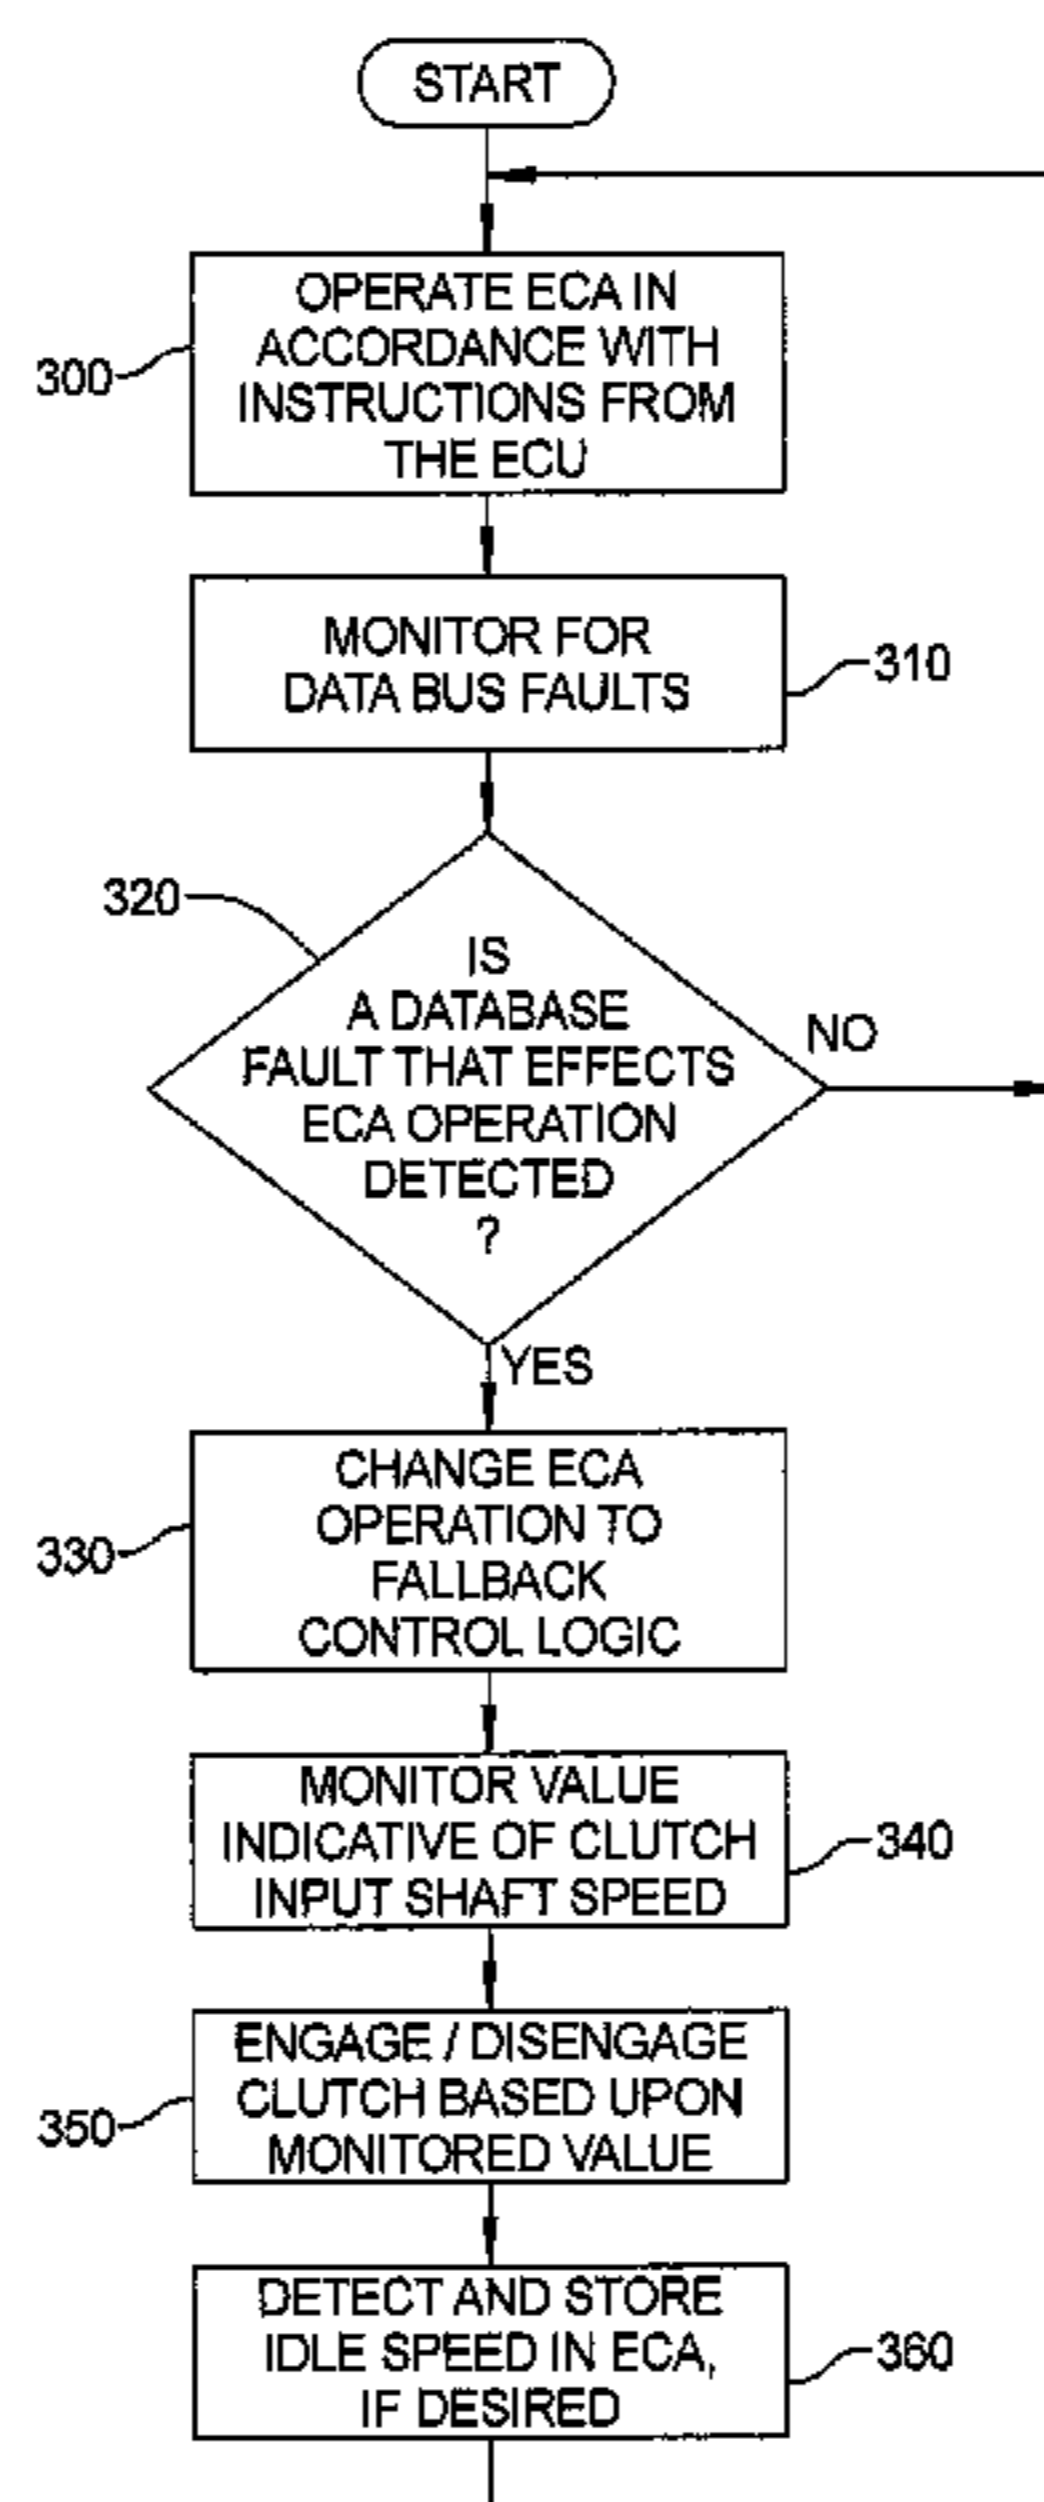 START
OPERATE ECA IN
ACCORDANCE WITH
INSTRUCTIONS FROM
THE ECU
300
MONITOR FOR
DATA BUS FAULTS
310
320
IS
A DATABASE
FAULT THAT EFFECTS
ECA OPERATION
DETECTED
?
NO
YES
CHANGE ECA
OPERATION TO
FALLBACK
CONTROL LOGIC
330
MONITOR VALUE
INDICATIVE OF CLUTCH
INPUT SHAFT SPEED
340
ENGAGE / DISENGAGE
CLUTCH BASED UPON
MONITORED VALUE
350
DETECT AND STORE
IDLE SPEED IN ECA,
IF DESIRED
360